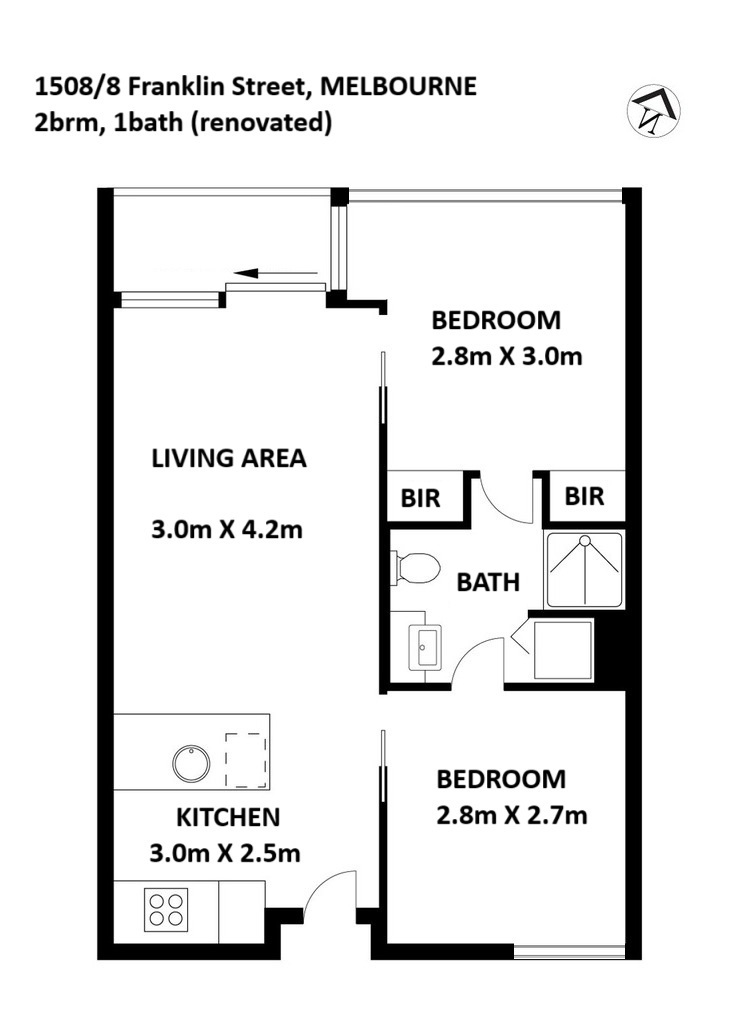 1508/8 Franklin Street, MELBOURNE
2brm, 1bath (renovated)
N
BEDROOM
2.8m X 3.0m
LIVING AREA
3.0m X 4.2m
BIR
BIR
BATH
BEDROOM
2.8m X 2.7m
KITCHEN
3.0m X 2.5m